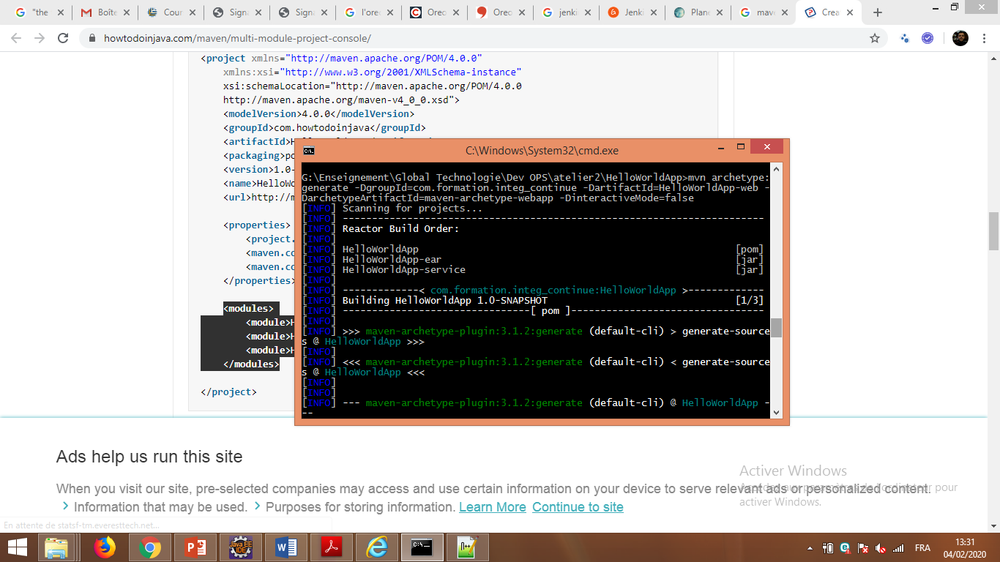 "the
Boîte
Cour
Signa
Signa
l'ore
Orec
Orec
jenki
Jenki
Plane
mav
Crea
howtodoinjava.com/maven/multi-module-project-console/
<project xmlns="http://maven.apache.org/POM/4.0.0"
xmlns:xsi="http://www.w3.org/2001/XMLSchema-instance"
xsi:schemaLocation="http://maven.apache.org/POM/4.0.0
http://maven.apache.org/maven-v4_0_0.xsd">
<modelVersion>4.0.0</modelVersion>
<groupId>com.howtodoinjava</groupId>
<artifactId>H
<packaging>po
<version>1.0-
<name>HelloWo
<url>http://m
<properties>
<project.
<maven.co
<maven.co
</properties>
<modules>
<module>H
<module>H
<module>H
</modules>
</project>
C:\Windows\System32\cmd.exe
G:\Enseignement\Global Technologie\Dev OPS\atelier2\HelloWorldApp>mvn archetype:
generate -DgroupId=com.formation.integ_continue -DartifactId=HelloWorldApp-web -
DarchetypeArtifactId=maven-archetype-webapp -DinteractiveMode=false
[INFO] Scanning for projects...
[INFO] ------------------------------------------------------------------------
[INFO] Reactor Build Order:
[INFO]
[INFO] HelloWorldApp [pom]
[INFO] HelloWorldApp-ear [jar]
[INFO] HelloWorldApp-service [jar]
[INFO]
[INFO] -------------< com.formation.integ_continue:HelloWorldApp >-------------
[INFO] Building HelloWorldApp 1.0-SNAPSHOT [1/3]
[INFO] --------------------------------[ pom ]---------------------------------
[INFO]
[INFO] >>> maven-archetype-plugin:3.1.2:generate (default-cli) > generate-source
s @ HelloWorldApp >>>
[INFO]
[INFO] <<< maven-archetype-plugin:3.1.2:generate (default-cli) < generate-source
s @ HelloWorldApp <<<
[INFO]
[INFO]
[INFO] --- maven-archetype-plugin:3.1.2:generate (default-cli) @ HelloWorldApp -
--
Ads help us run this site
When you visit our site, pre-selected companies may access and use certain information on your device to serve relevant ads or personalized content.
Information that may be used. Purposes for storing information. Learn More Continue to site
Activer Windows
Accédez aux paramètres de l'ordinateur pour
activer Windows.
En attente de statsf-tm.everesttech.net...
Java EE
IDE
FRA
13:31
04/02/2020